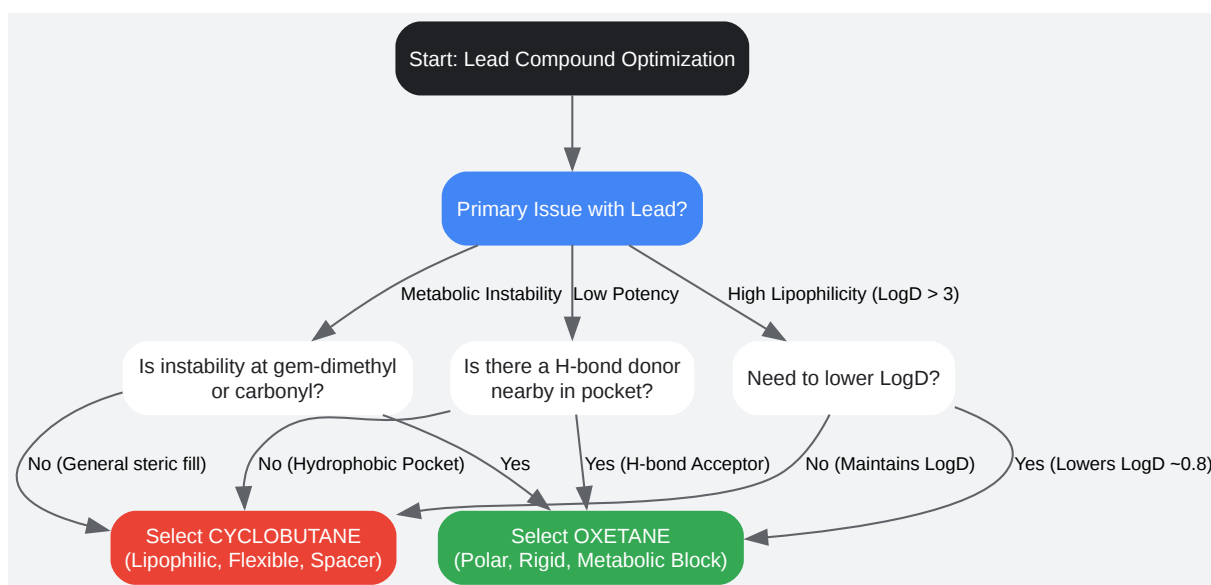 Start: Lead Compound Optimization
Primary Issue with Lead?
Metabolic Instability
Low Potency
High Lipophilicity (LogD > 3)
Is instability at gem-dimethyl
or carbonyl?
Is there a H-bond donor
nearby in pocket?
Need to lower LogD?
No (General steric fill)
No (Hydrophobic Pocket)
Yes
Yes (H-bond Acceptor)
No (Maintains LogD)
Yes (Lowers LogD ~0.8)
Select CYCLOBUTANE
(Lipophilic, Flexible, Spacer)
Select OXETANE
(Polar, Rigid, Metabolic Block)